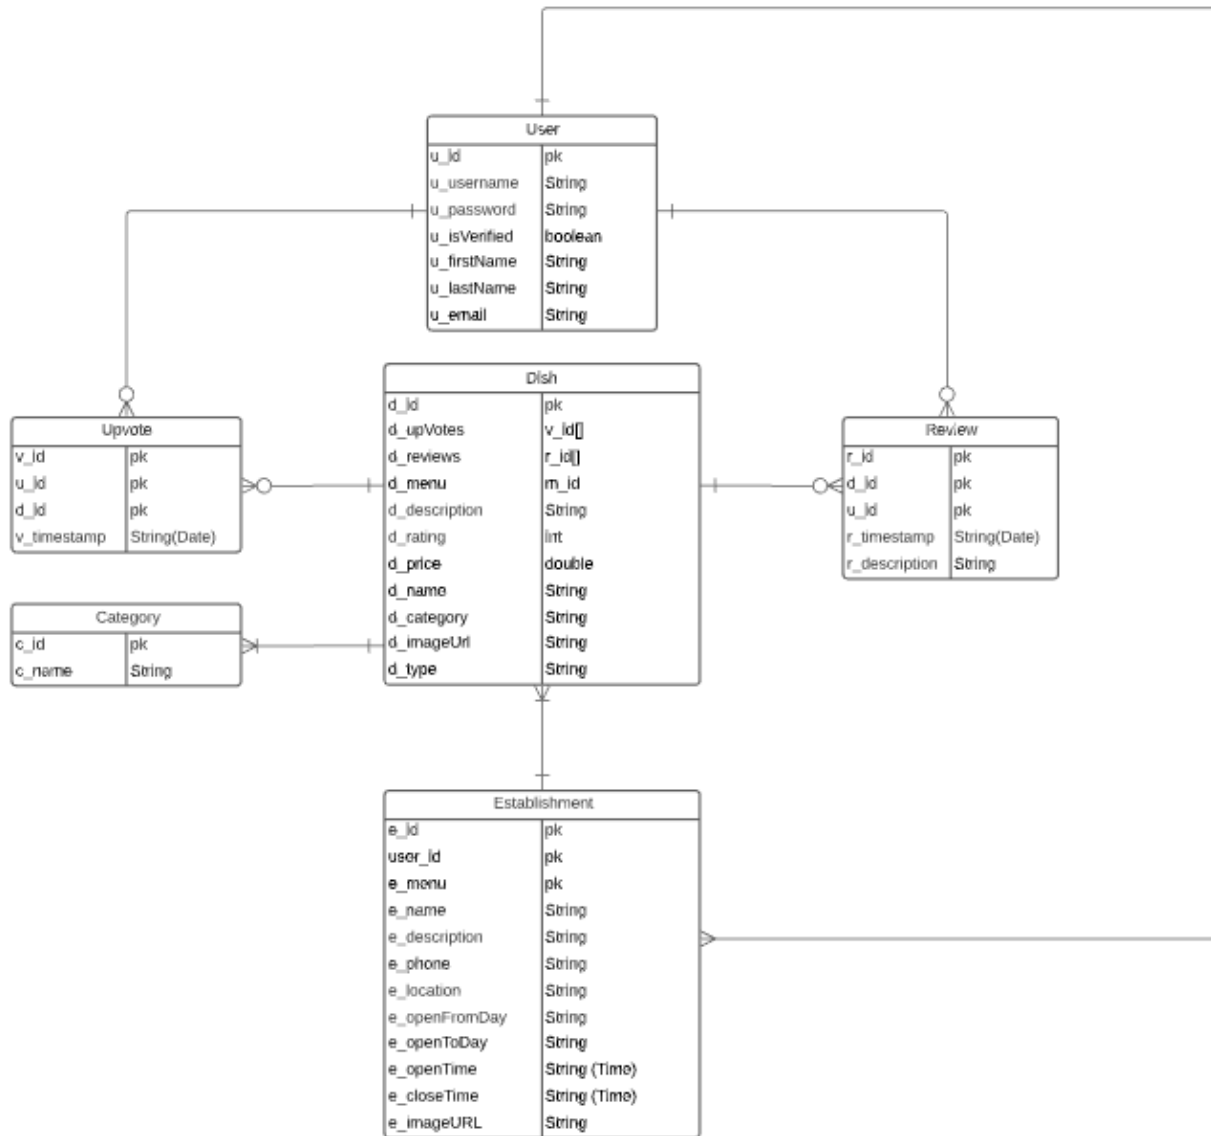 User
u_id pk
u_username String
u_password String
u_isVerified boolean
u_firstName String
u_lastName String
u_email String
Dish
d_id pk
d_upVotes v_id[]
d_reviews r_id[]
d_menu m_id
d_description String
d_rating int
d_price double
d_name String
d_category String
d_imageUrl String
d_type String
Upvote
v_id pk
u_id pk
d_id pk
v_timestamp String(Date)
Review
r_id pk
d_id pk
u_id pk
r_timestamp String(Date)
r_description String
Category
c_id pk
c_name String
Establishment
e_id pk
user_id pk
e_menu pk
e_name String
e_description String
e_phone String
e_location String
e_openFromDay String
e_openToDay String
e_openTime String (Time)
e_closeTime String (Time)
e_imageURL String